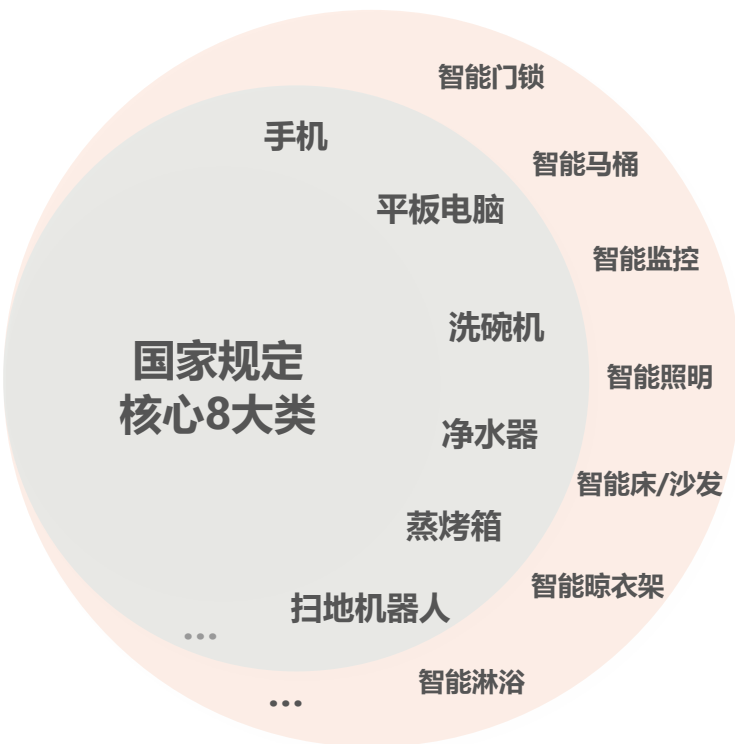 智能门锁
手机
智能马桶
平板电脑
智能监控
洗碗机
国家规定
核心8大类
智能照明
净水器
智能床/沙发
蒸烤箱
智能晾衣架
扫地机器人
...
智能淋浴
...